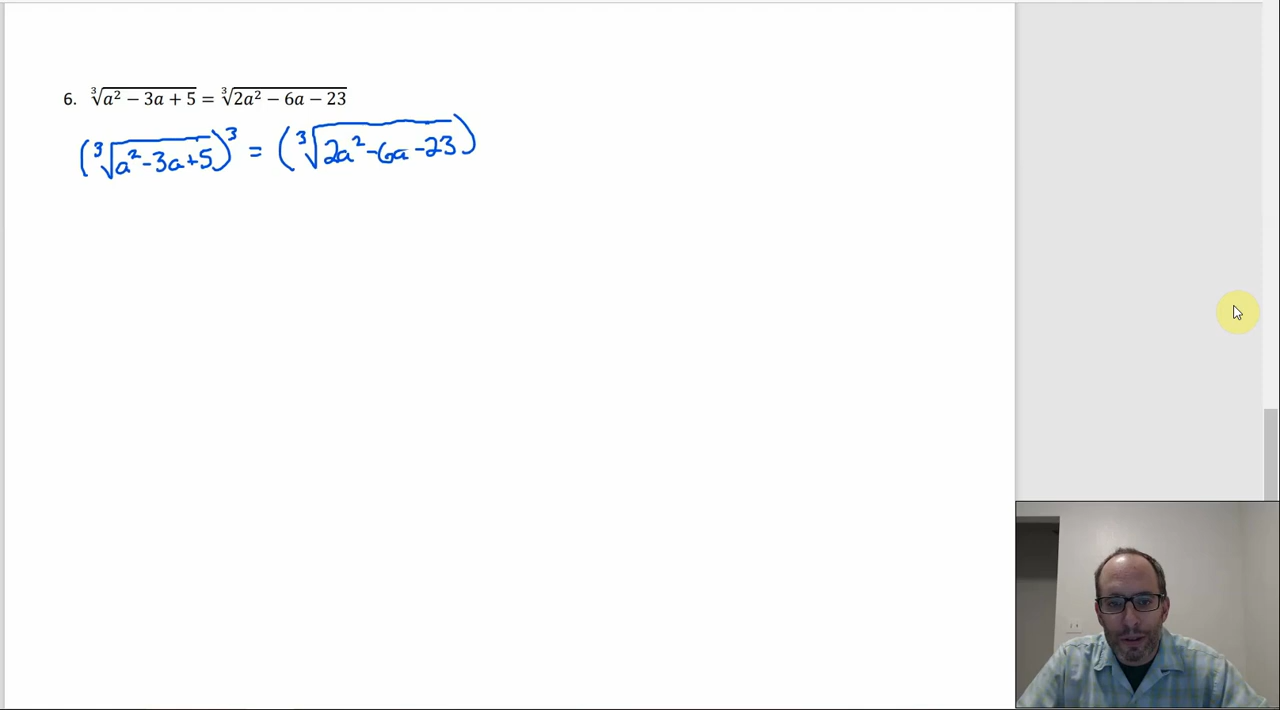 6. ∛(a² − 3a + 5) = ∛(2a² − 6a − 23)
(∛(a²-3a+5))³ = (∛(2a²-6a-23))